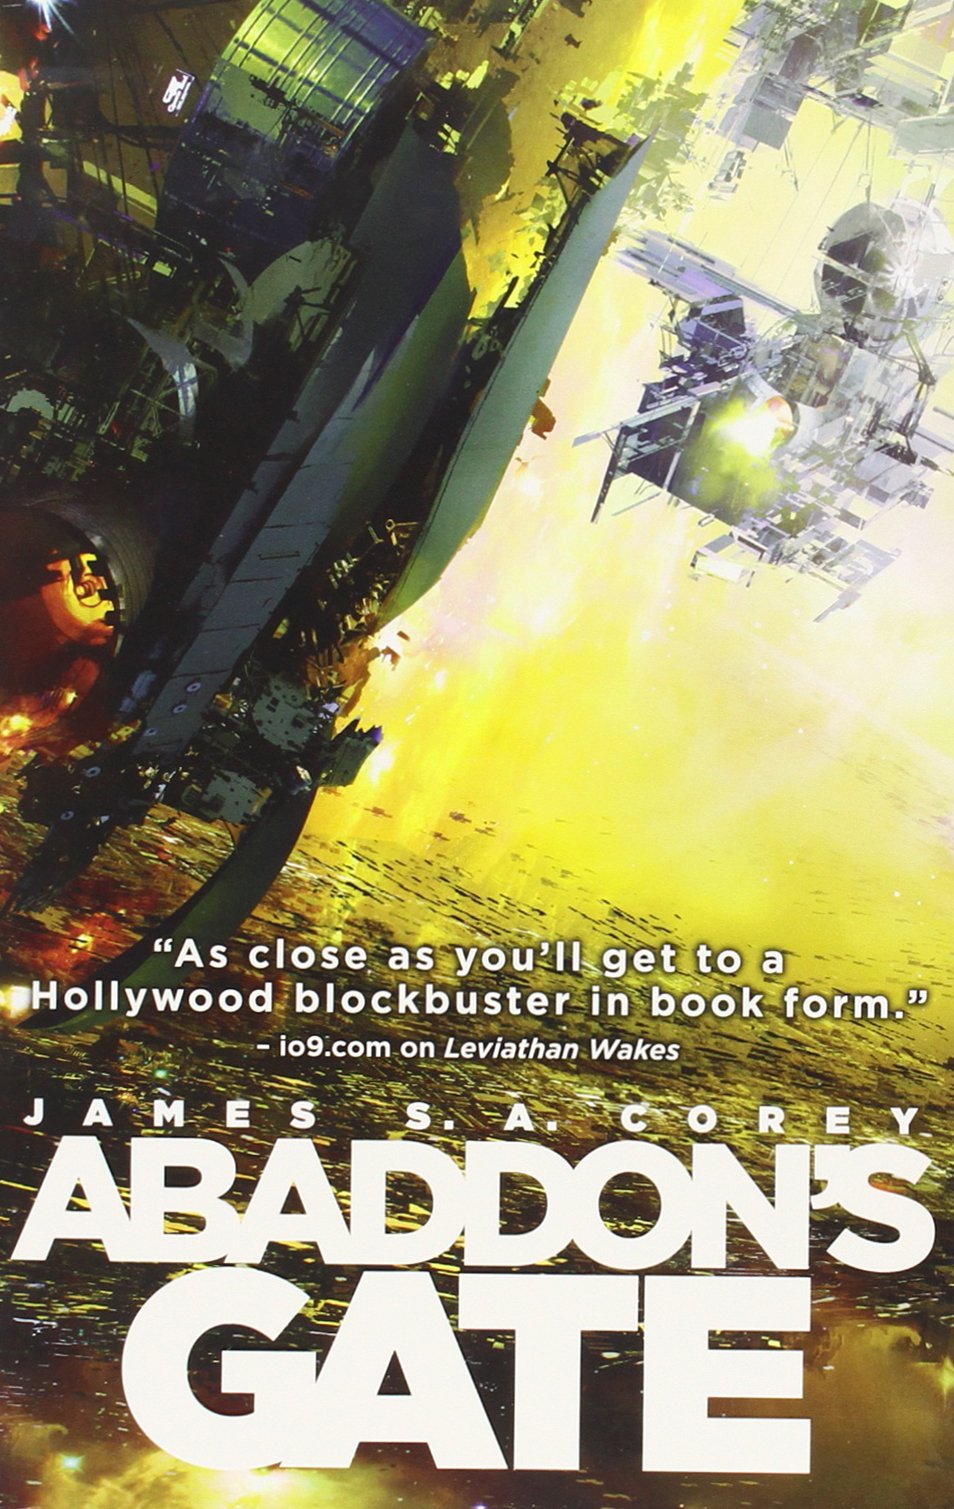 “As close as you’ll get to a
Hollywood blockbuster in book form.”
– io9.com on Leviathan Wakes
JAMES S. A. COREY
ABADDON’S
GATE